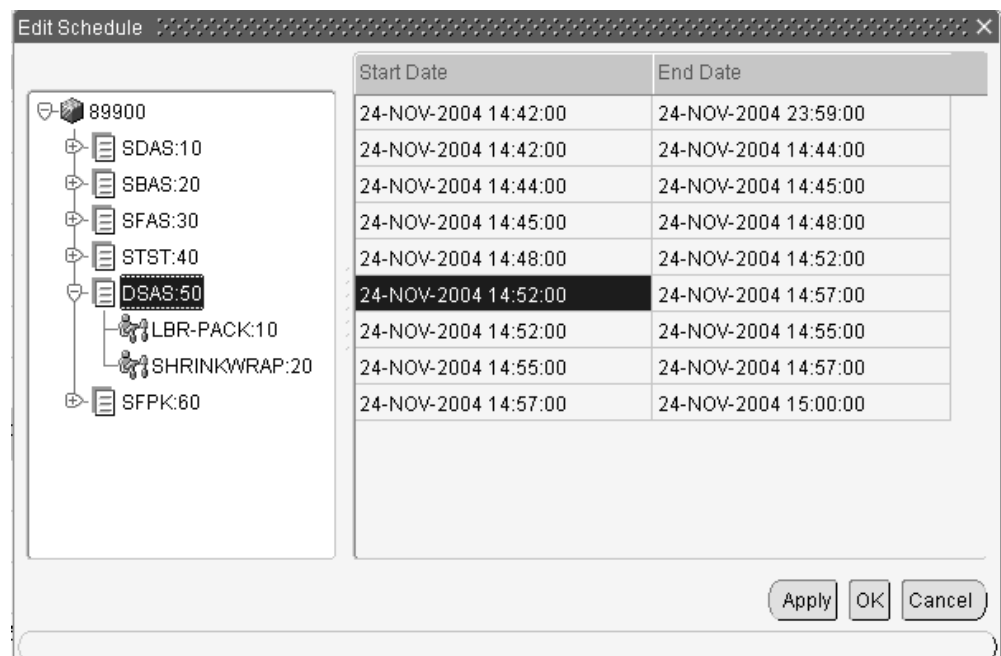 Edit Schedule
Start Date End Date
89900 24-NOV-2004 14:42:00 24-NOV-2004 23:59:00
SDAS:10 24-NOV-2004 14:42:00 24-NOV-2004 14:44:00
SBAS:20 24-NOV-2004 14:44:00 24-NOV-2004 14:45:00
SFAS:30 24-NOV-2004 14:45:00 24-NOV-2004 14:48:00
STST:40 24-NOV-2004 14:48:00 24-NOV-2004 14:52:00
DSAS:50 24-NOV-2004 14:52:00 24-NOV-2004 14:57:00
LBR-PACK:10 24-NOV-2004 14:52:00 24-NOV-2004 14:55:00
SHRINKWRAP:20 24-NOV-2004 14:55:00 24-NOV-2004 14:57:00
SFPK:60 24-NOV-2004 14:57:00 24-NOV-2004 15:00:00
Apply OK Cancel